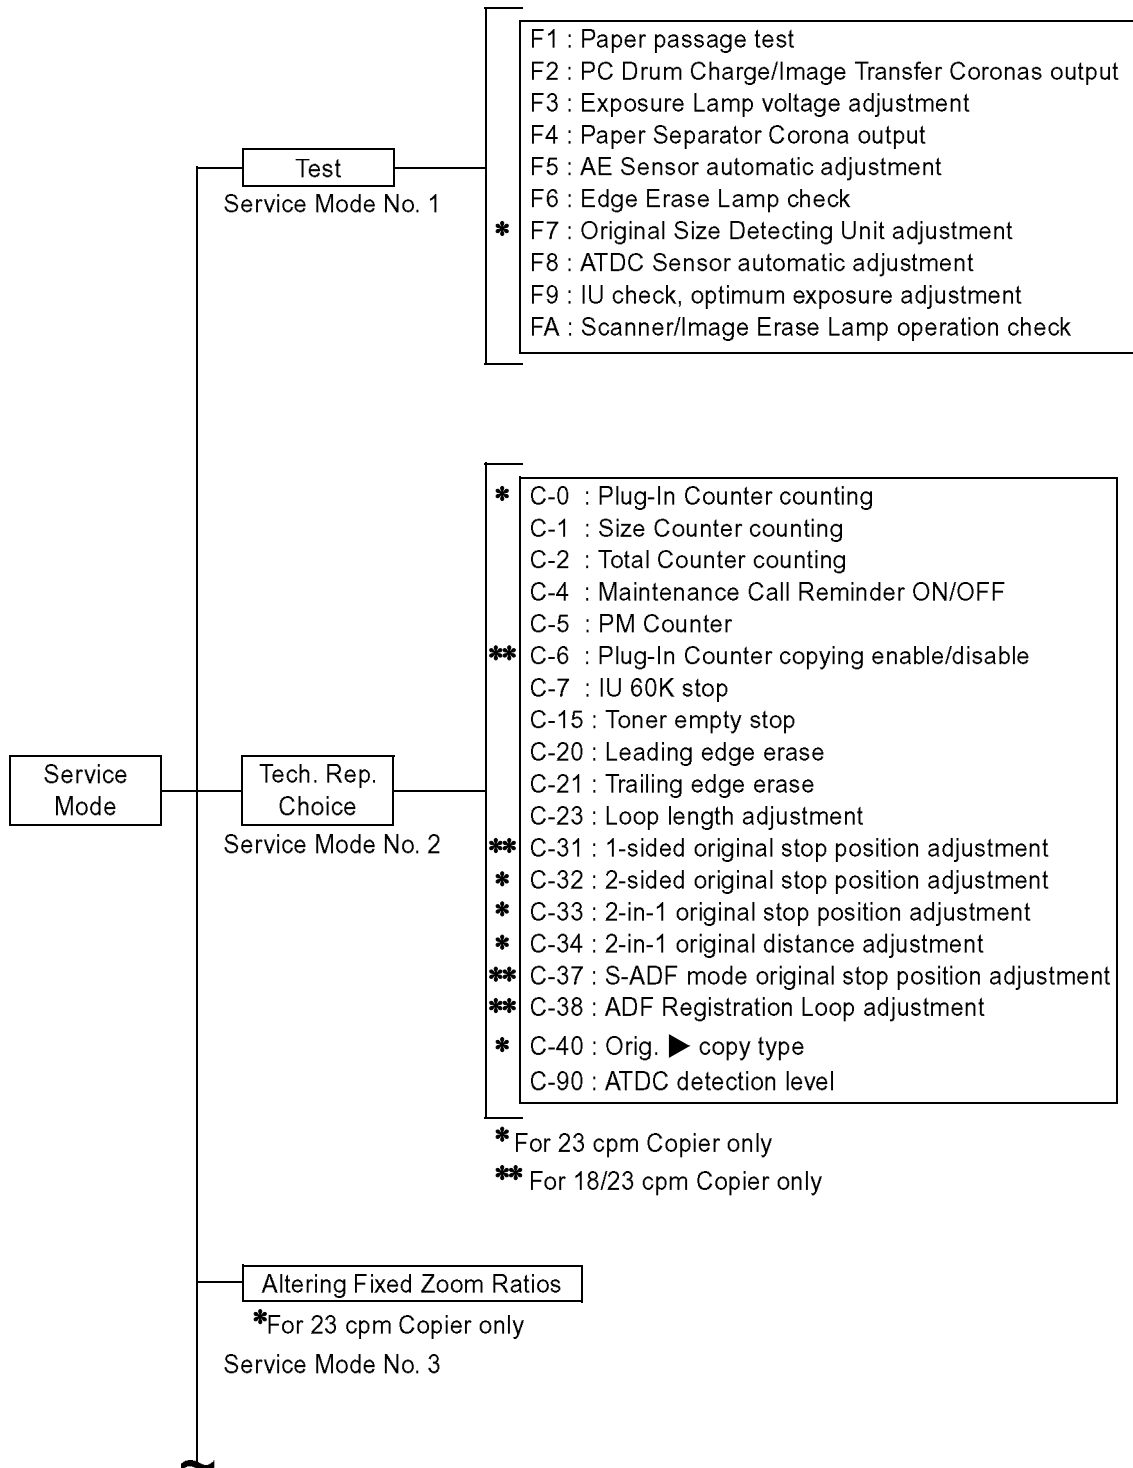 F1 : Paper passage test
F2 : PC Drum Charge/Image Transfer Coronas output
F3 : Exposure Lamp voltage adjustment
F4 : Paper Separator Corona output
F5 : AE Sensor automatic adjustment
F6 : Edge Erase Lamp check
* F7 : Original Size Detecting Unit adjustment
F8 : ATDC Sensor automatic adjustment
F9 : IU check, optimum exposure adjustment
FA : Scanner/Image Erase Lamp operation check
Test
Service Mode No. 1
* C-0 : Plug-In Counter counting
C-1 : Size Counter counting
C-2 : Total Counter counting
C-4 : Maintenance Call Reminder ON/OFF
C-5 : PM Counter
** C-6 : Plug-In Counter copying enable/disable
C-7 : IU 60K stop
C-15 : Toner empty stop
C-20 : Leading edge erase
C-21 : Trailing edge erase
C-23 : Loop length adjustment
** C-31 : 1-sided original stop position adjustment
* C-32 : 2-sided original stop position adjustment
* C-33 : 2-in-1 original stop position adjustment
* C-34 : 2-in-1 original distance adjustment
** C-37 : S-ADF mode original stop position adjustment
** C-38 : ADF Registration Loop adjustment
* C-40 : Orig. ▶ copy type
C-90 : ATDC detection level
Service
Mode
Tech. Rep.
Choice
Service Mode No. 2
* For 23 cpm Copier only
** For 18/23 cpm Copier only
Altering Fixed Zoom Ratios
*For 23 cpm Copier only
Service Mode No. 3